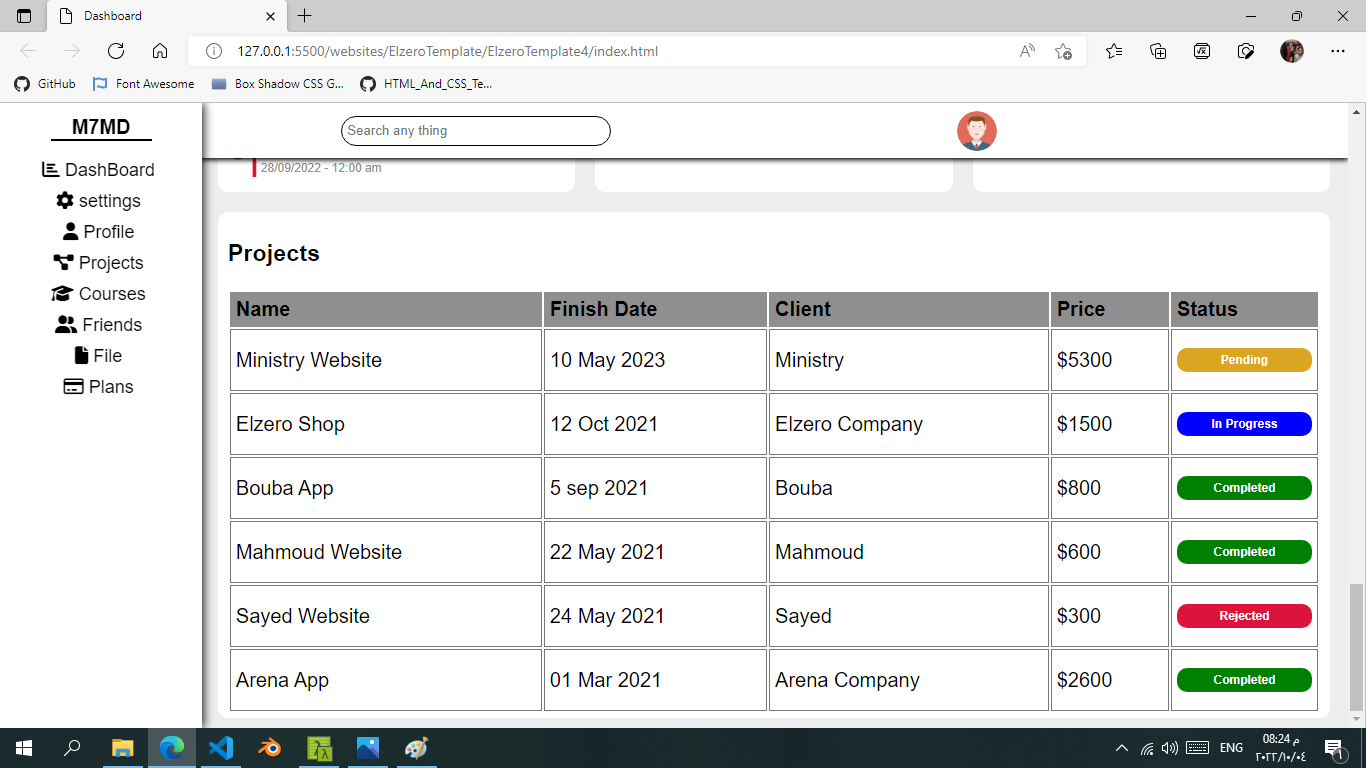 Dashboard
127.0.0.1:5500/websites/ElzeroTemplate/ElzeroTemplate4/index.html
GitHub Font Awesome Box Shadow CSS G... HTML_And_CSS_Te...
M7MD
Search any thing
DashBoard
settings
Profile
Projects
Courses
Friends
File
Plans
28/09/2022 - 12:00 am
Projects
Name Finish Date Client Price Status
Ministry Website 10 May 2023 Ministry $5300 Pending
Elzero Shop 12 Oct 2021 Elzero Company $1500 In Progress
Bouba App 5 sep 2021 Bouba $800 Completed
Mahmoud Website 22 May 2021 Mahmoud $600 Completed
Sayed Website 24 May 2021 Sayed $300 Rejected
Arena App 01 Mar 2021 Arena Company $2600 Completed
ENG
08:24 م
٢٠٢٢/١٠/٠٤
1